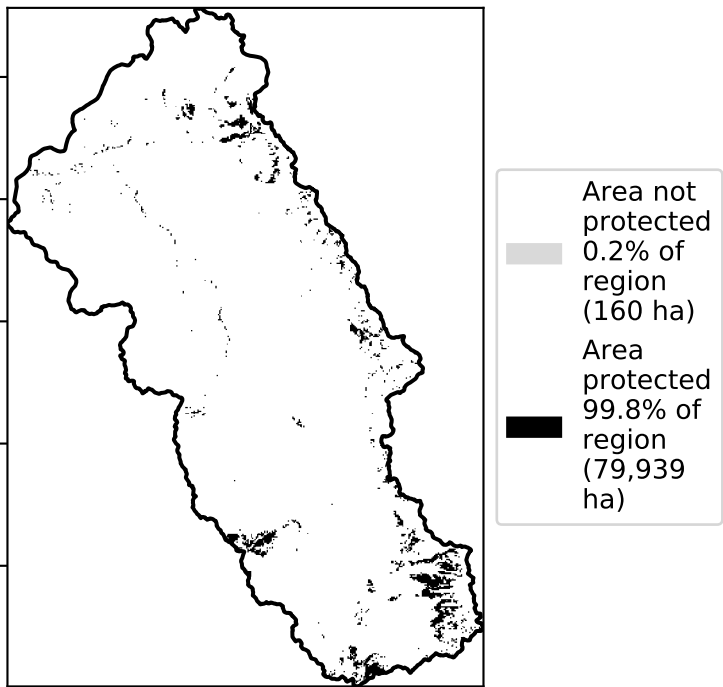 Area not
protected
0.2% of
region
(160 ha)
Area
protected
99.8% of
region
(79,939
ha)